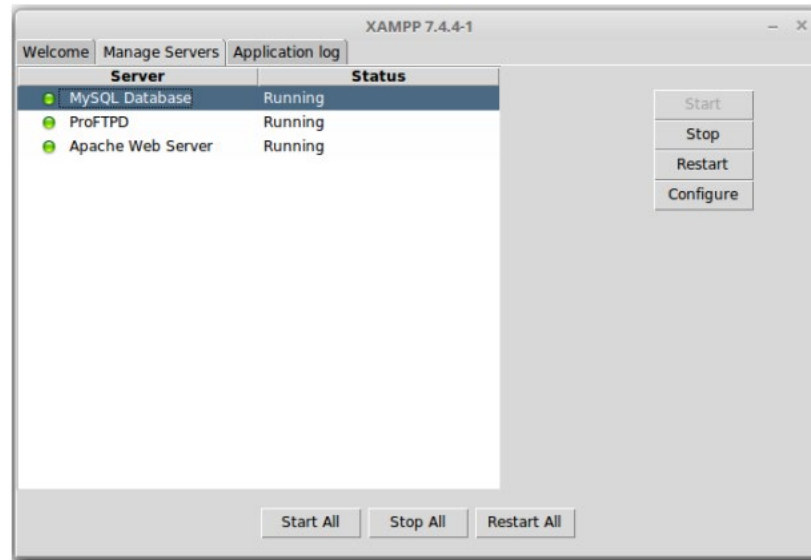 XAMPP 7.4.4-1
Welcome Manage Servers Application log
Server Status
MySQL Database Running
ProFTPD Running
Apache Web Server Running
Start
Stop
Restart
Configure
Start All Stop All Restart All